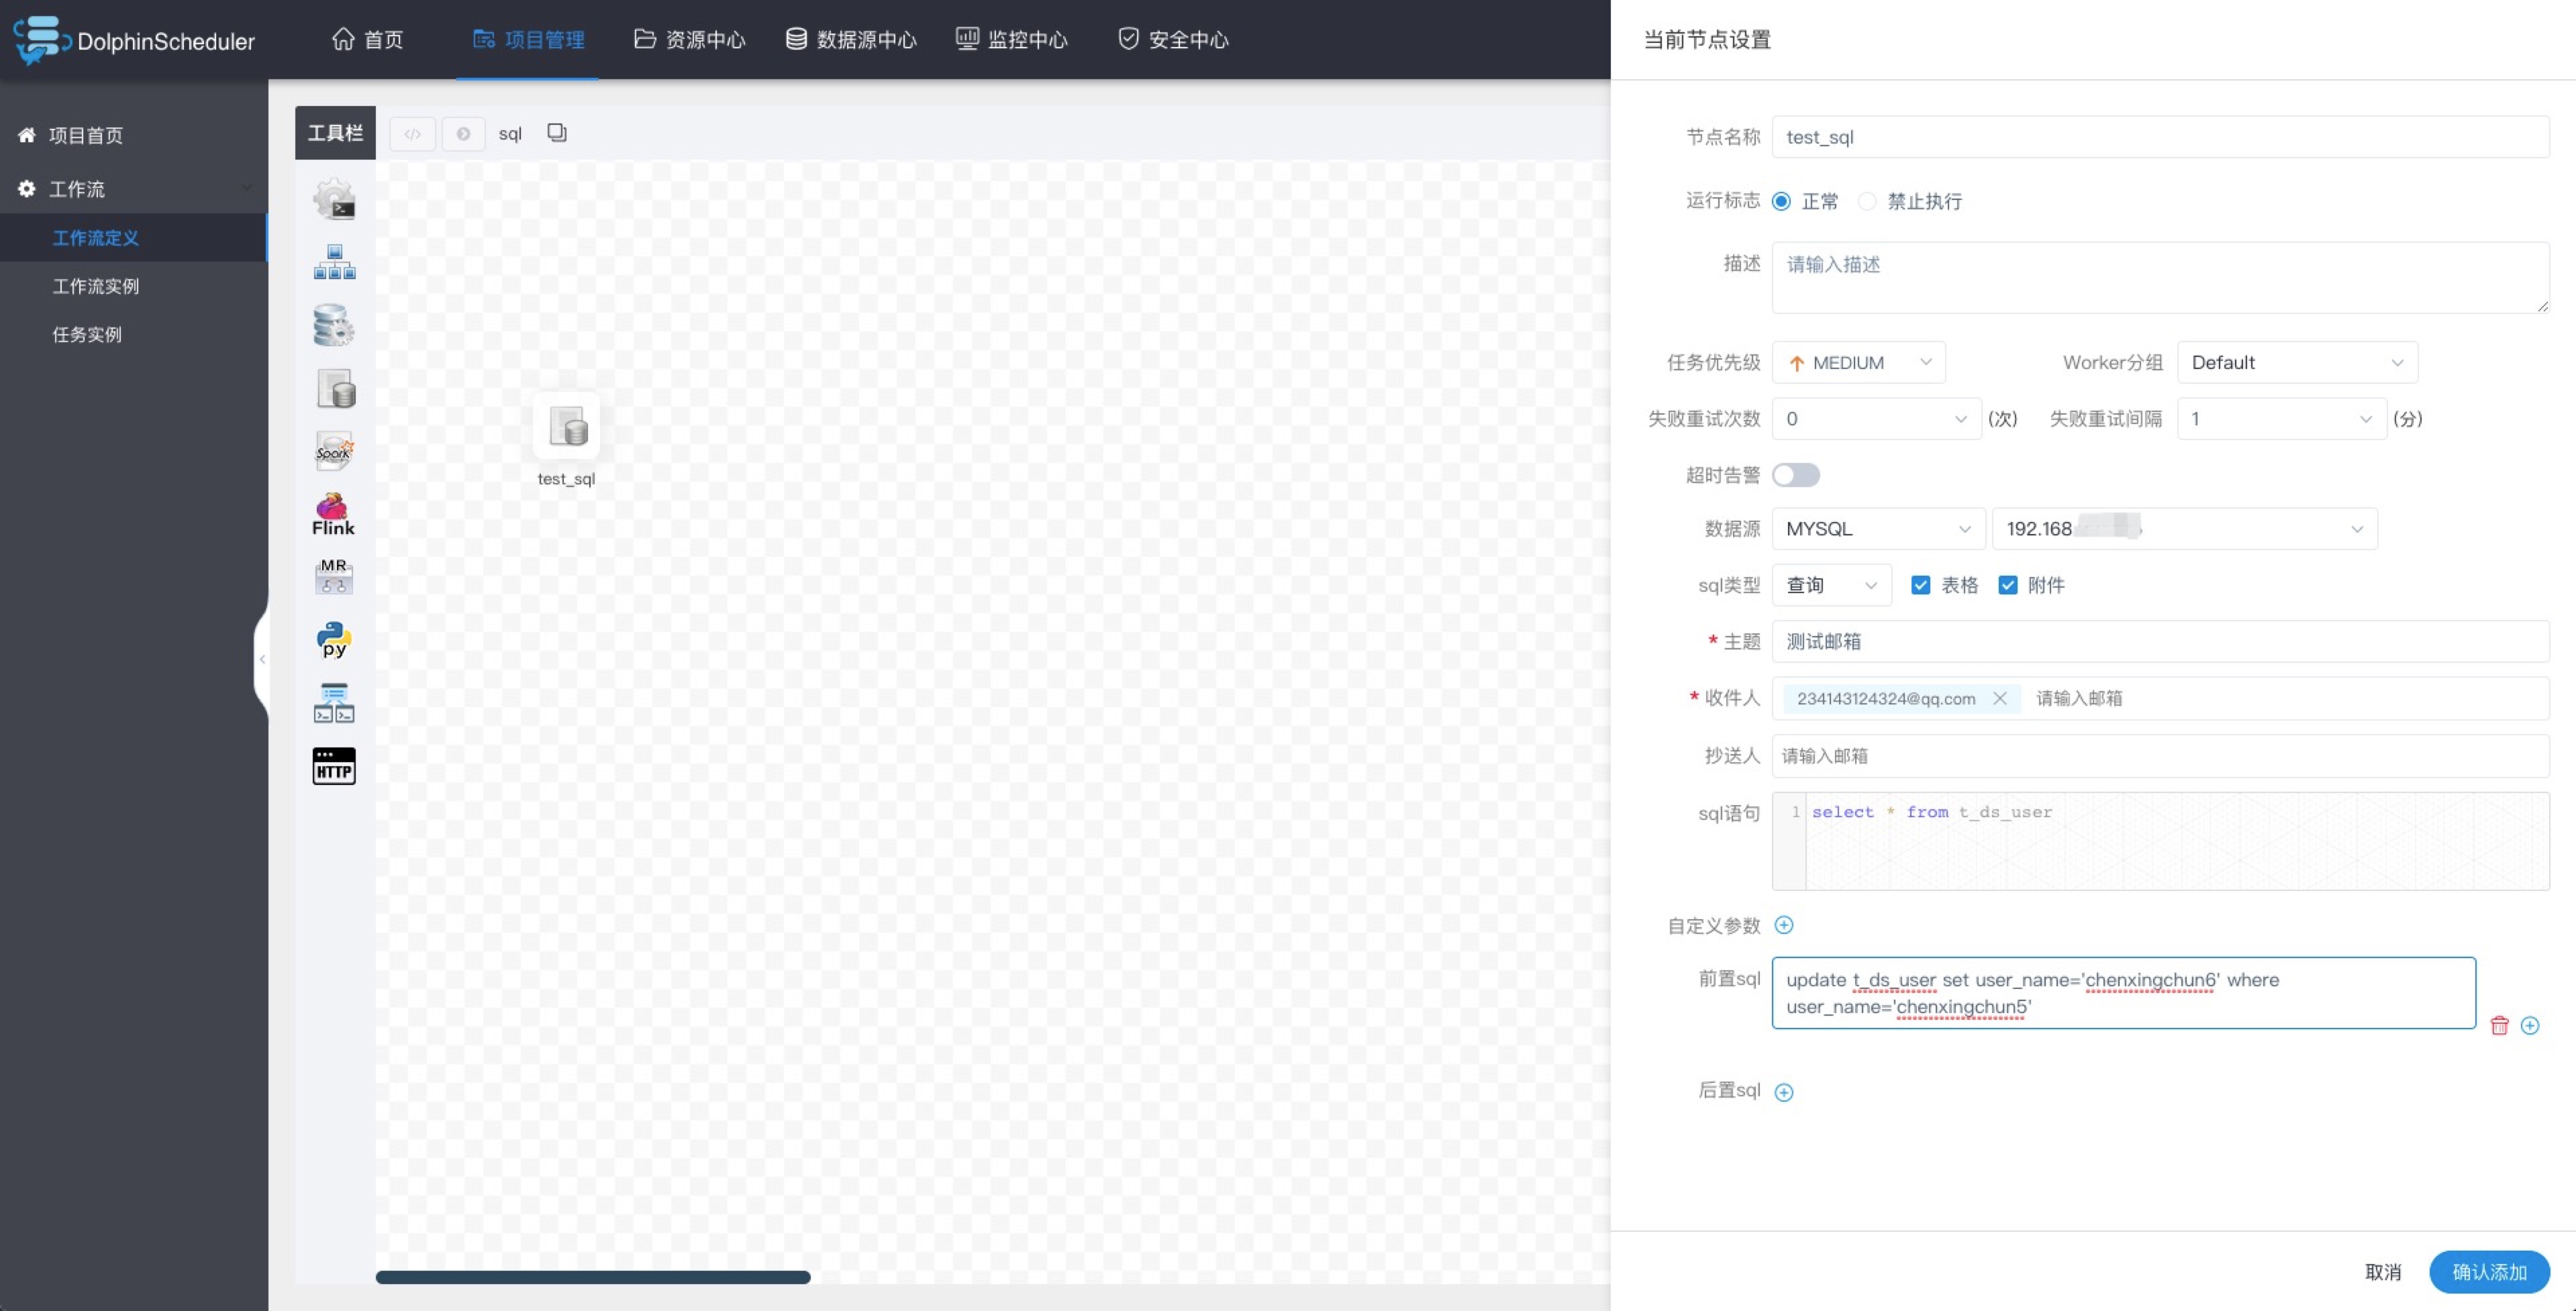 DolphinScheduler
首页
项目管理
资源中心
数据源中心
监控中心
安全中心
项目首页
工作流
工作流定义
工作流实例
任务实例
工具栏
</>
sql
Spark
Flink
MR
py
HTTP
test_sql
当前节点设置
节点名称 test_sql
运行标志 正常 禁止执行
描述 请输入描述
任务优先级 MEDIUM Worker分组 Default
失败重试次数 0 (次) 失败重试间隔 1 (分)
超时告警
数据源 MYSQL 192.168
sql类型 查询 表格 附件
* 主题 测试邮箱
* 收件人 234143124324@qq.com 请输入邮箱
抄送人 请输入邮箱
sql语句 1 select * from t_ds_user
自定义参数
前置sql update t_ds_user set user_name='chenxingchun6' where
user_name='chenxingchun5'
后置sql
取消 确认添加